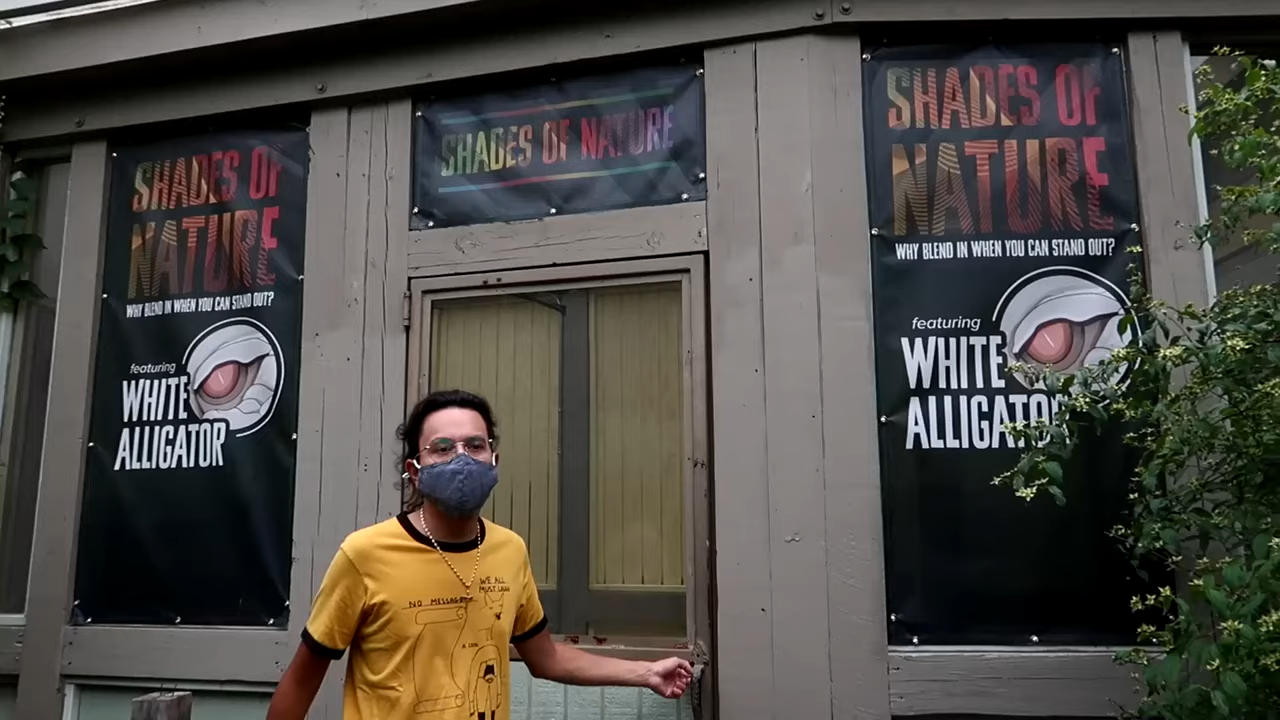 SHADES OF
NATURE
WHY BLEND IN WHEN YOU CAN STAND OUT?
featuring
WHITE
ALLIGATOR
SHADES OF NATURE
SHADES OF
NATURE
WHY BLEND IN WHEN YOU CAN STAND OUT?
featuring
WHITE
ALLIGATOR
WE ALL
MUST
NO MESSAGE